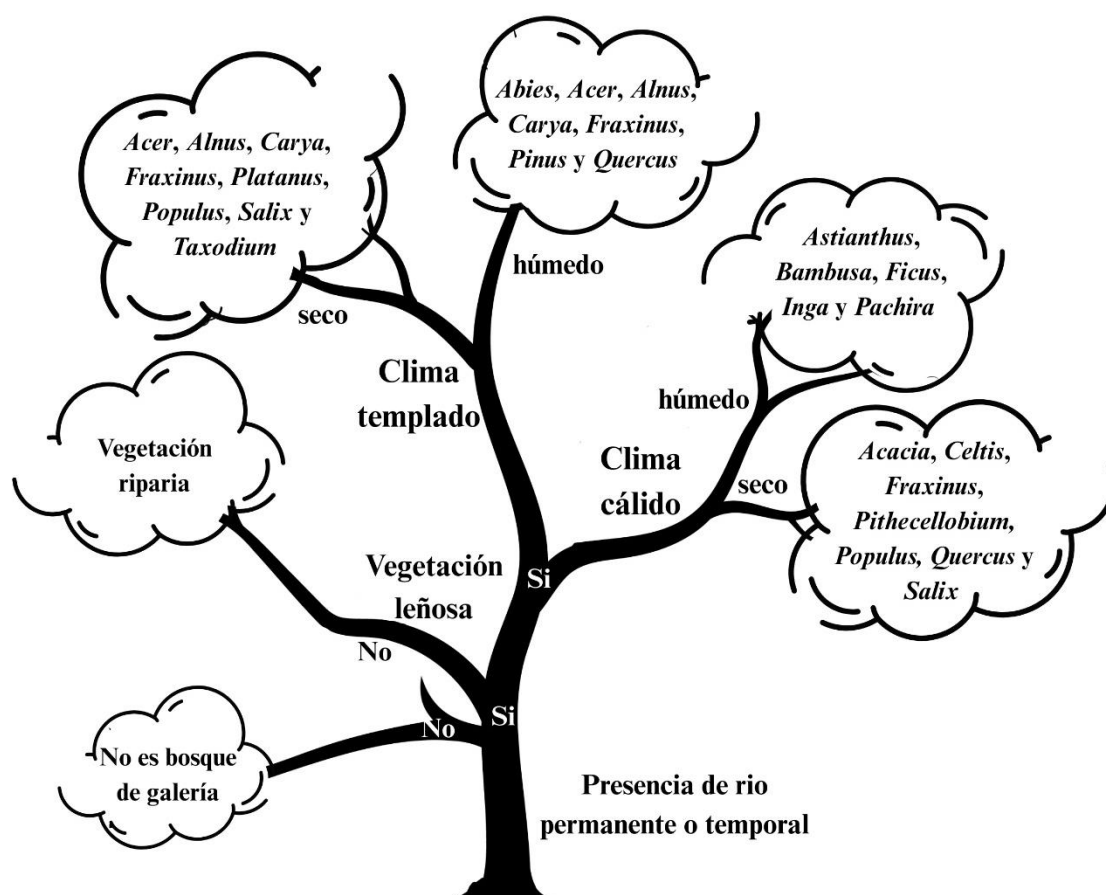 Abies, Acer, Alnus,
Carya, Fraxinus,
Pinus y Quercus
Acer, Alnus, Carya,
Fraxinus, Platanus,
Populus, Salix y
Taxodium
húmedo
seco
Clima
templado
Astianthus,
Bambusa, Ficus,
Inga y Pachira
húmedo
Clima
cálido
seco
Acacia, Celtis,
Fraxinus,
Pithecellobium,
Populus, Quercus y
Salix
Vegetación
riparia
Vegetación
leñosa
Si
No
Si
No
No es bosque
de galería
Presencia de rio
permanente o temporal